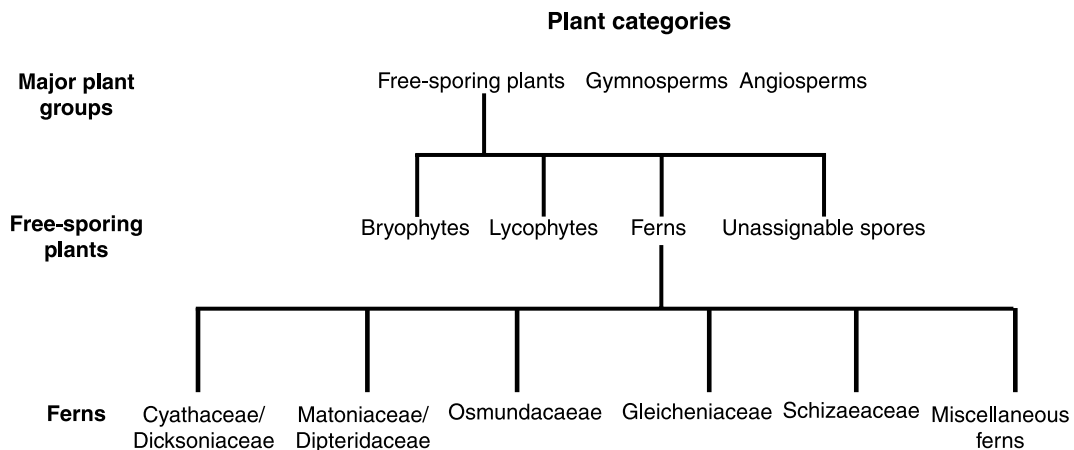 Plant categories
Major plant
groups
Free-sporing plants Gymnosperms Angiosperms
Free-sporing
plants
Bryophytes Lycophytes Ferns Unassignable spores
Ferns
Cyathaceae/
Dicksoniaceae
Matoniaceae/
Dipteridaceae
Osmundacaeae
Gleicheniaceae
Schizaeaceae
Miscellaneous
ferns